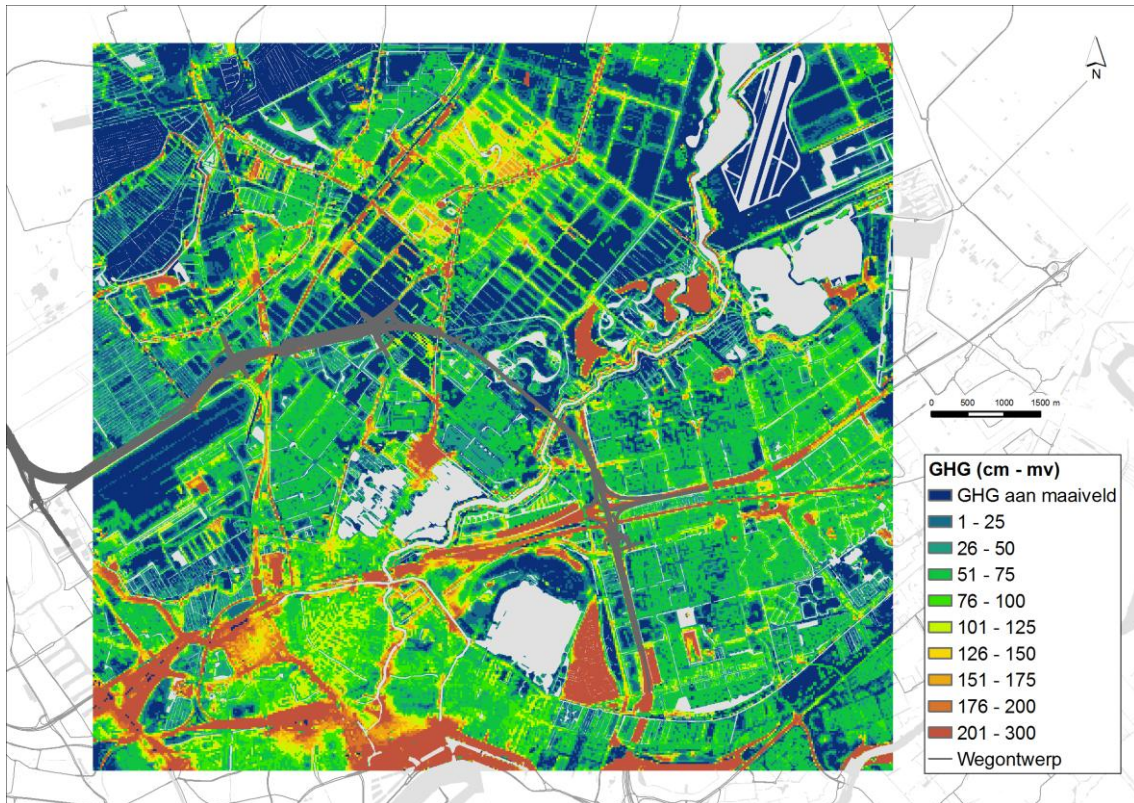 N
0 500 1000 1500 m
GHG (cm - mv)
GHG aan maaiveld
1 - 25
26 - 50
51 - 75
76 - 100
101 - 125
126 - 150
151 - 175
176 - 200
201 - 300
Wegontwerp